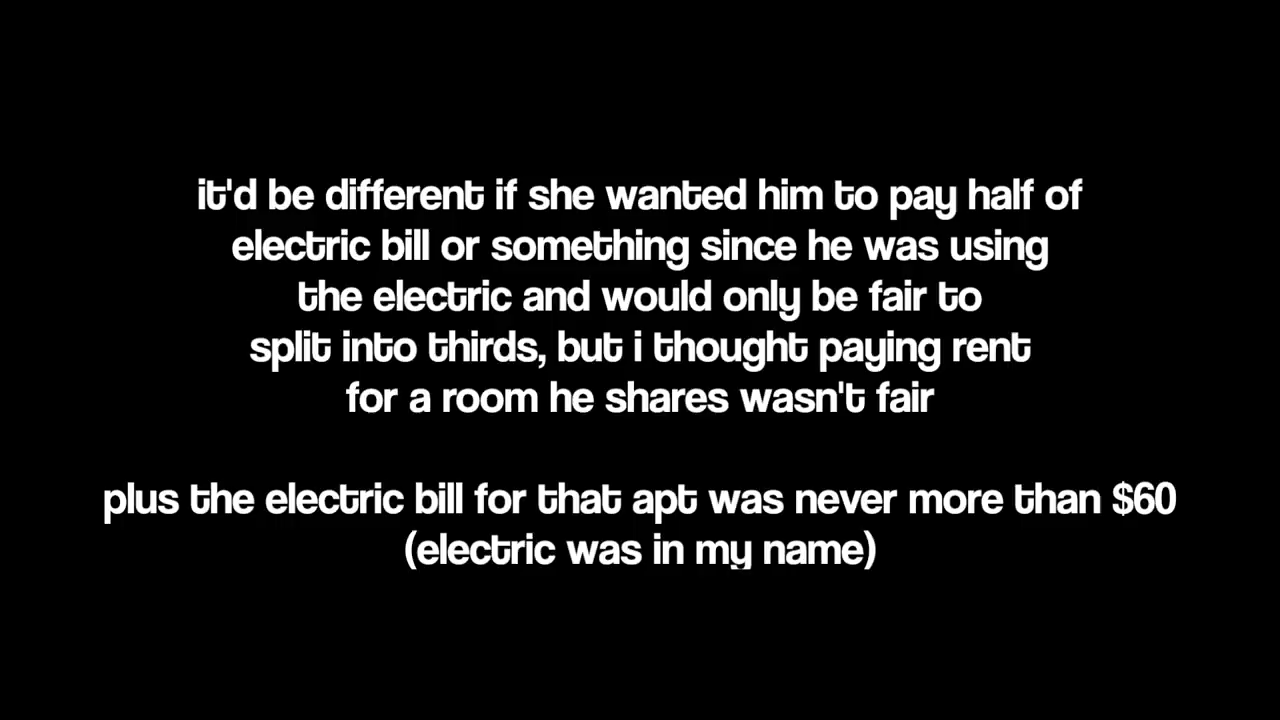 it'd be different if she wanted him to pay half of
electric bill or something since he was using
the electric and would only be fair to
split into thirds, but i thought paying rent
for a room he shares wasn't fair
plus the electric bill for that apt was never more than $60
(electric was in my name)